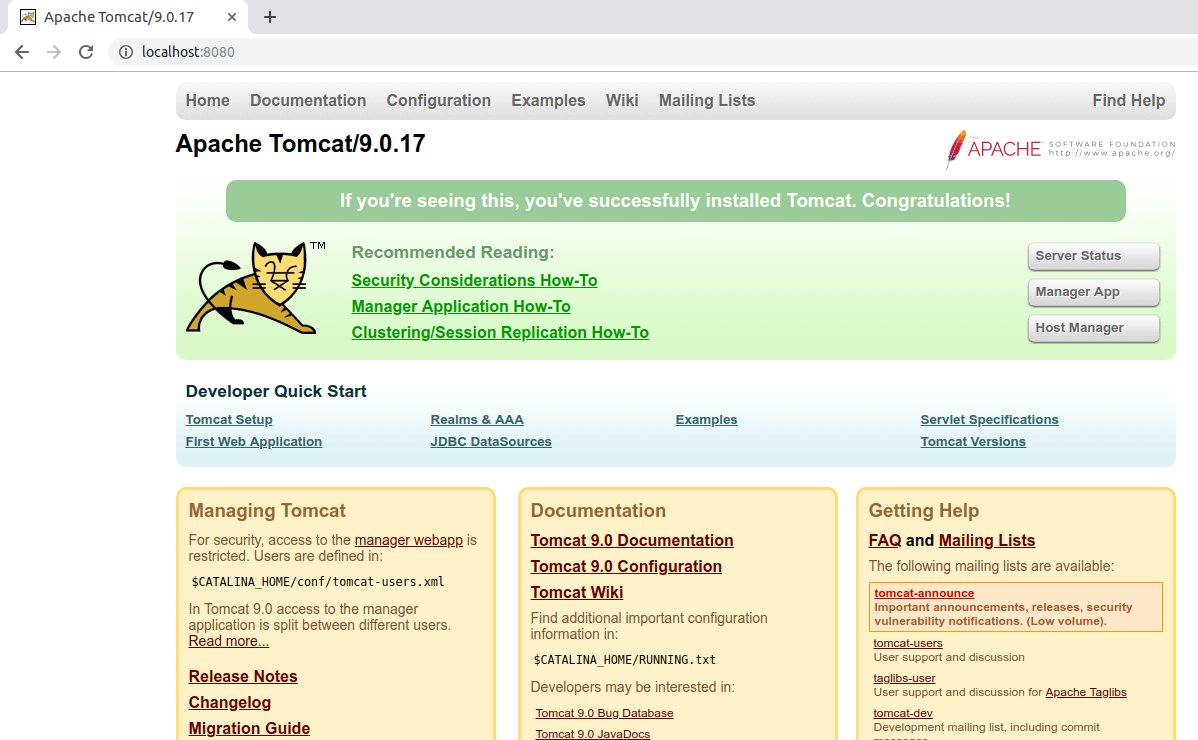 Apache Tomcat/9.0.17
localhost:8080
Home Documentation Configuration Examples Wiki Mailing Lists Find Help
Apache Tomcat/9.0.17
THE APACHE SOFTWARE FOUNDATION
http://www.apache.org/
If you're seeing this, you've successfully installed Tomcat. Congratulations!
TM
Recommended Reading:
Security Considerations How-To
Manager Application How-To
Clustering/Session Replication How-To
Server Status
Manager App
Host Manager
Developer Quick Start
Tomcat Setup
First Web Application
Realms & AAA
JDBC DataSources
Examples
Servlet Specifications
Tomcat Versions
Managing Tomcat
For security, access to the manager webapp is
restricted. Users are defined in:
$CATALINA_HOME/conf/tomcat-users.xml
In Tomcat 9.0 access to the manager
application is split between different users.
Read more...
Release Notes
Changelog
Migration Guide
Documentation
Tomcat 9.0 Documentation
Tomcat 9.0 Configuration
Tomcat Wiki
Find additional important configuration
information in:
$CATALINA_HOME/RUNNING.txt
Developers may be interested in:
Tomcat 9.0 Bug Database
Tomcat 9.0 JavaDocs
Getting Help
FAQ and Mailing Lists
The following mailing lists are available:
tomcat-announce
Important announcements, releases, security
vulnerability notifications. (Low volume).
tomcat-users
User support and discussion
taglibs-user
User support and discussion for Apache Taglibs
tomcat-dev
Development mailing list, including commit